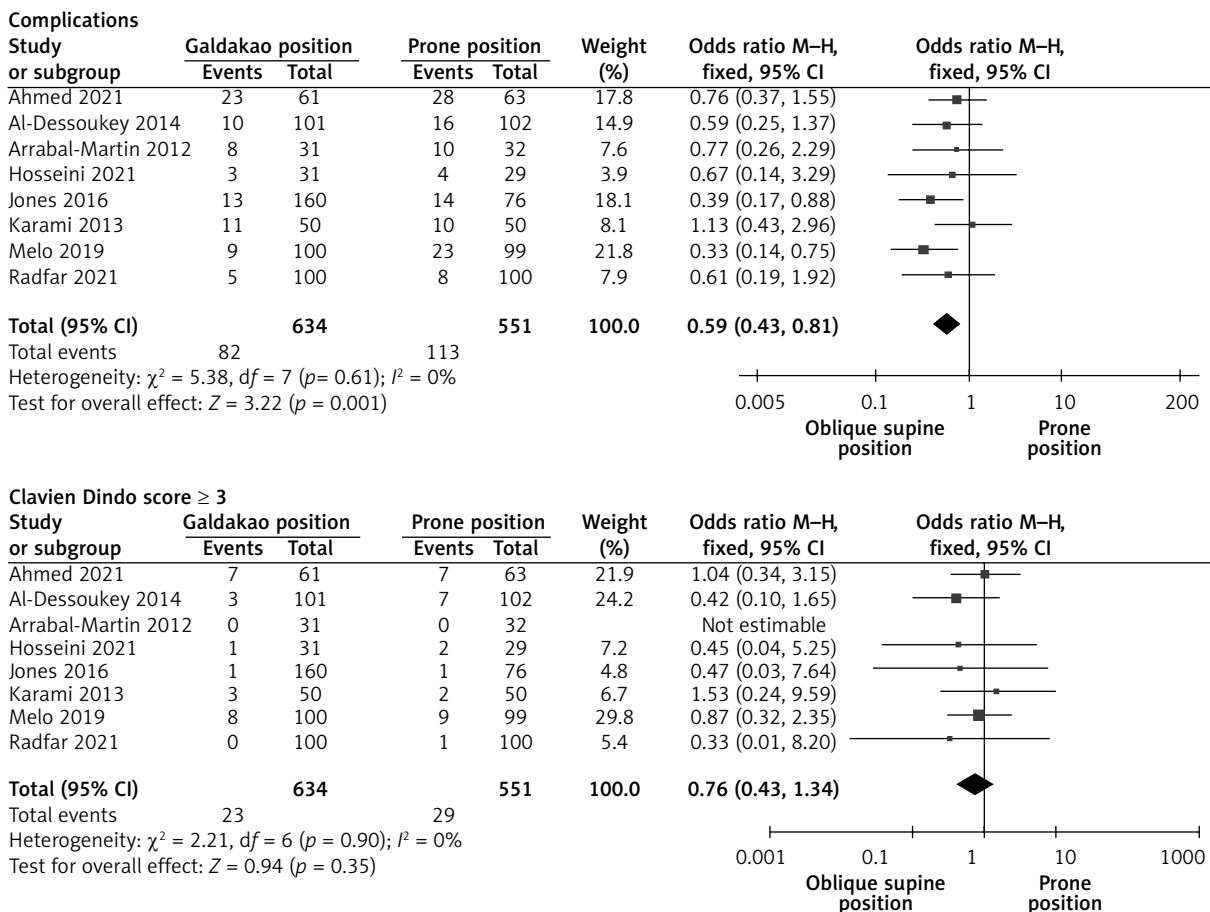 Complications
Study Galdakao position Prone position Weight Odds ratio M–H, Odds ratio M–H,
or subgroup Events Total Events Total (%) fixed, 95% CI fixed, 95% CI
Ahmed 2021 23 61 28 63 17.8 0.76 (0.37, 1.55)
Al-Dessoukey 2014 10 101 16 102 14.9 0.59 (0.25, 1.37)
Arrabal-Martin 2012 8 31 10 32 7.6 0.77 (0.26, 2.29)
Hosseini 2021 3 31 4 29 3.9 0.67 (0.14, 3.29)
Jones 2016 13 160 14 76 18.1 0.39 (0.17, 0.88)
Karami 2013 11 50 10 50 8.1 1.13 (0.43, 2.96)
Melo 2019 9 100 23 99 21.8 0.33 (0.14, 0.75)
Radfar 2021 5 100 8 100 7.9 0.61 (0.19, 1.92)
Total (95% CI) 634 551 100.0 0.59 (0.43, 0.81)
Total events 82 113
Heterogeneity: χ² = 5.38, df = 7 (p= 0.61); I² = 0%
Test for overall effect: Z = 3.22 (p = 0.001)
0.005 0.1 1 10 200
Oblique supine Prone
position position
Clavien Dindo score ≥ 3
Study Galdakao position Prone position Weight Odds ratio M–H, Odds ratio M–H,
or subgroup Events Total Events Total (%) fixed, 95% CI fixed, 95% CI
Ahmed 2021 7 61 7 63 21.9 1.04 (0.34, 3.15)
Al-Dessoukey 2014 3 101 7 102 24.2 0.42 (0.10, 1.65)
Arrabal-Martin 2012 0 31 0 32 Not estimable
Hosseini 2021 1 31 2 29 7.2 0.45 (0.04, 5.25)
Jones 2016 1 160 1 76 4.8 0.47 (0.03, 7.64)
Karami 2013 3 50 2 50 6.7 1.53 (0.24, 9.59)
Melo 2019 8 100 9 99 29.8 0.87 (0.32, 2.35)
Radfar 2021 0 100 1 100 5.4 0.33 (0.01, 8.20)
Total (95% CI) 634 551 100.0 0.76 (0.43, 1.34)
Total events 23 29
Heterogeneity: χ² = 2.21, df = 6 (p = 0.90); I² = 0%
Test for overall effect: Z = 0.94 (p = 0.35)
0.001 0.1 1 10 1000
Oblique supine Prone
position position